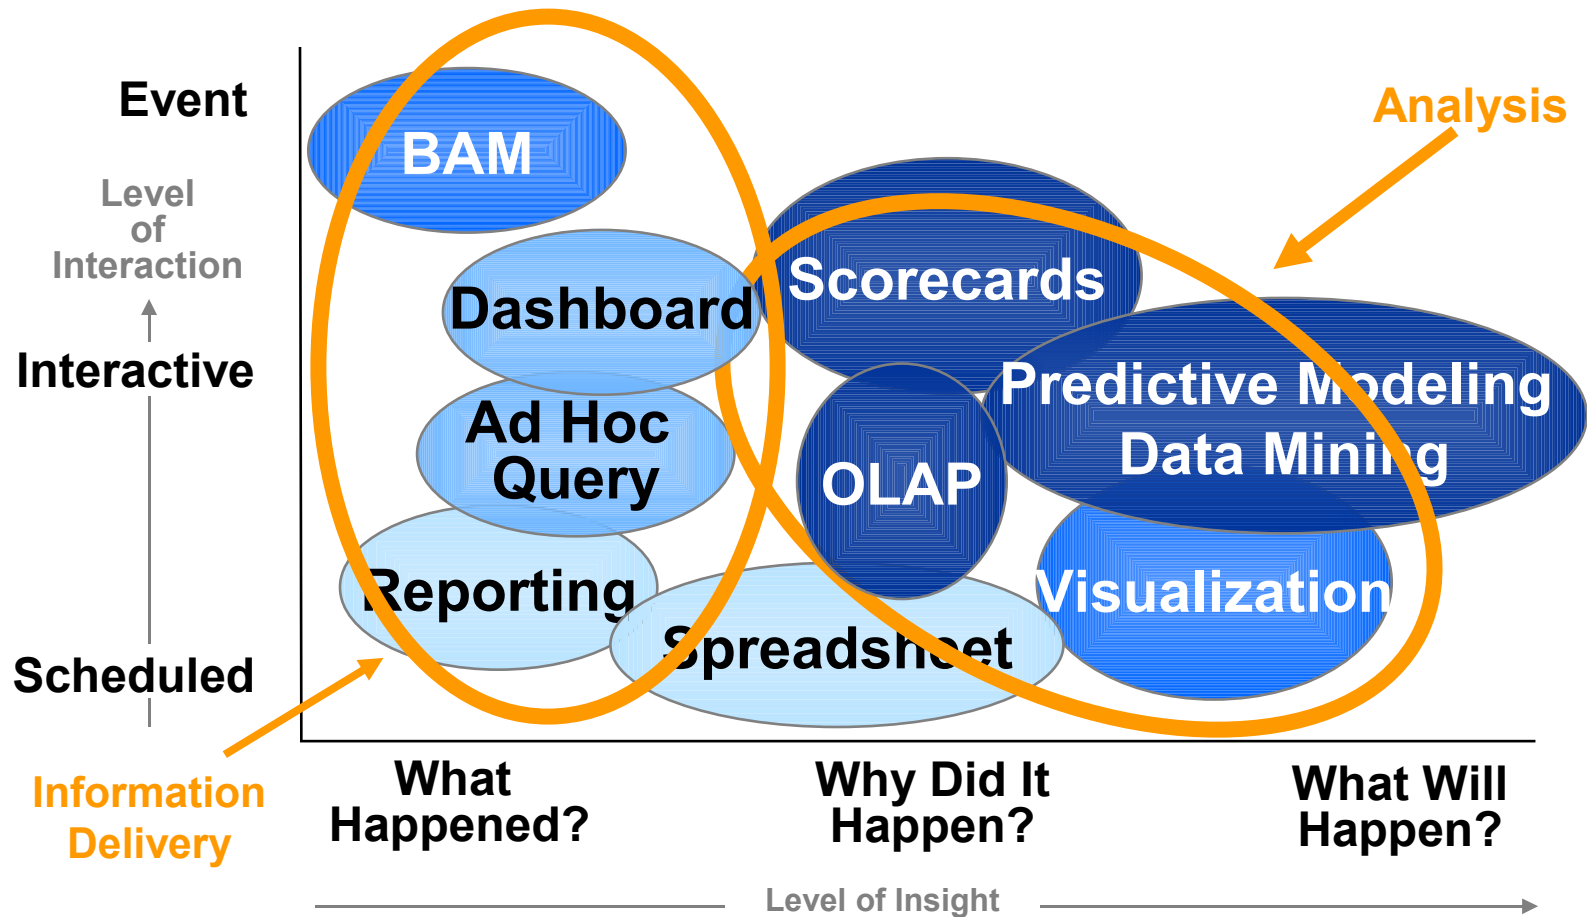 Event
Analysis
BAM
Level
of
Interaction
Scorecards
Dashboard
Interactive
Predictive Modeling
Data Mining
Ad Hoc
Query
OLAP
Reporting
Visualization
Spreadsheet
Scheduled
Information
Delivery
What
Happened?
Why Did It
Happen?
What Will
Happen?
Level of Insight